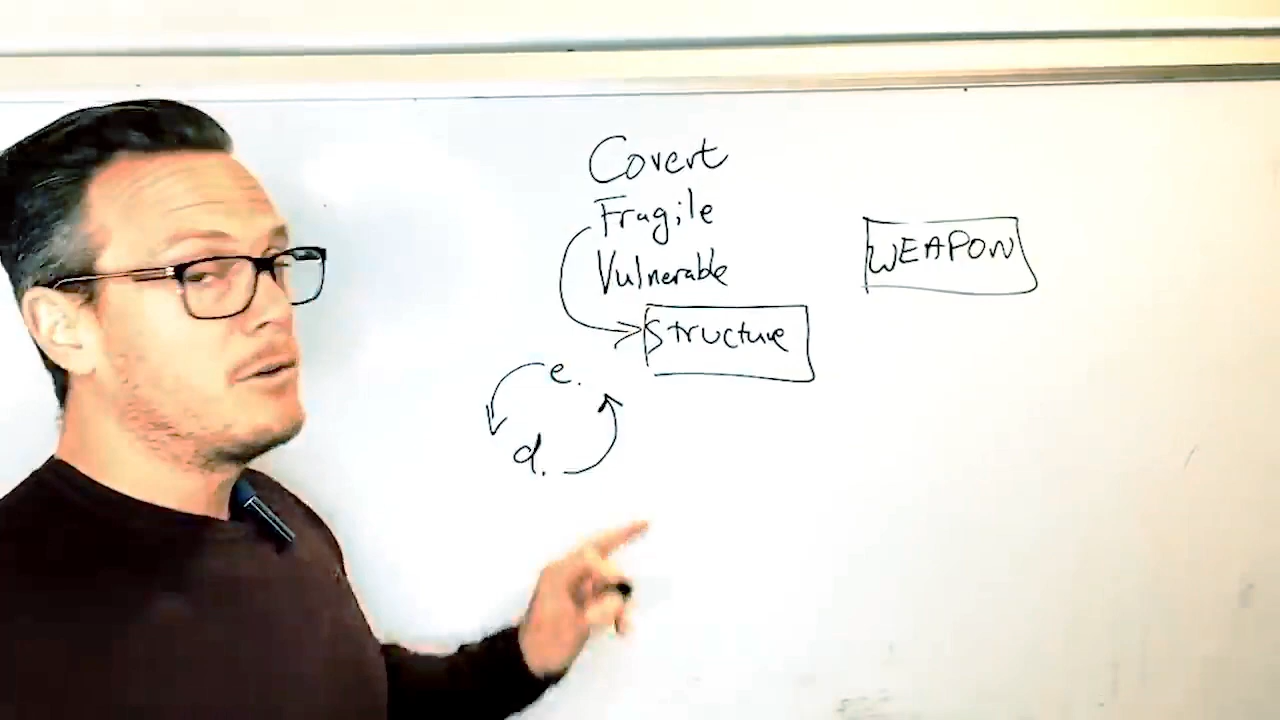 Covert
Fragile
Vulnerable
WEAPON
Structure
e.
d.